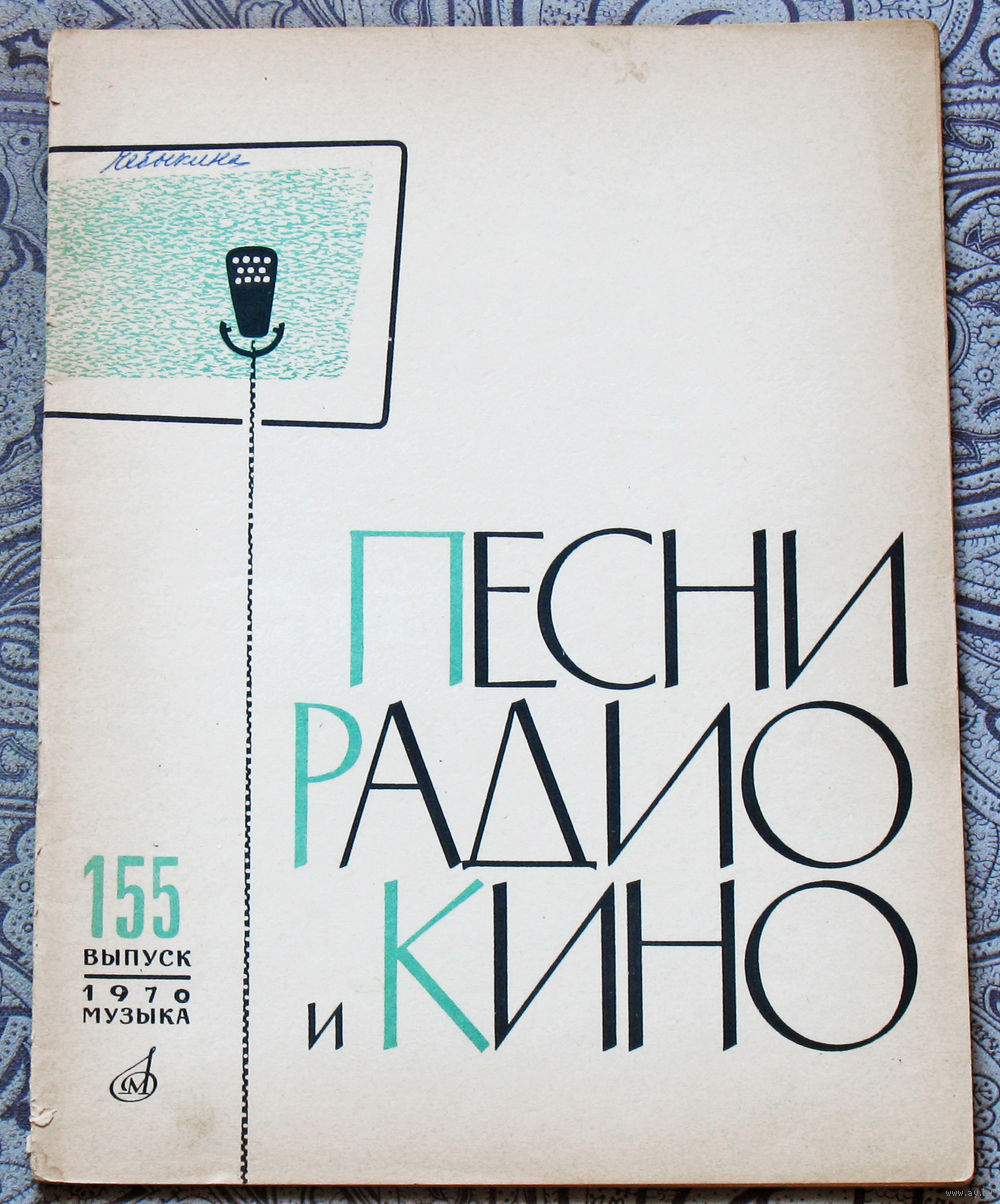 ПЕСНИ
РАДИО
и КИНО
155
ВЫПУСК
1970
МУЗЫКА
М